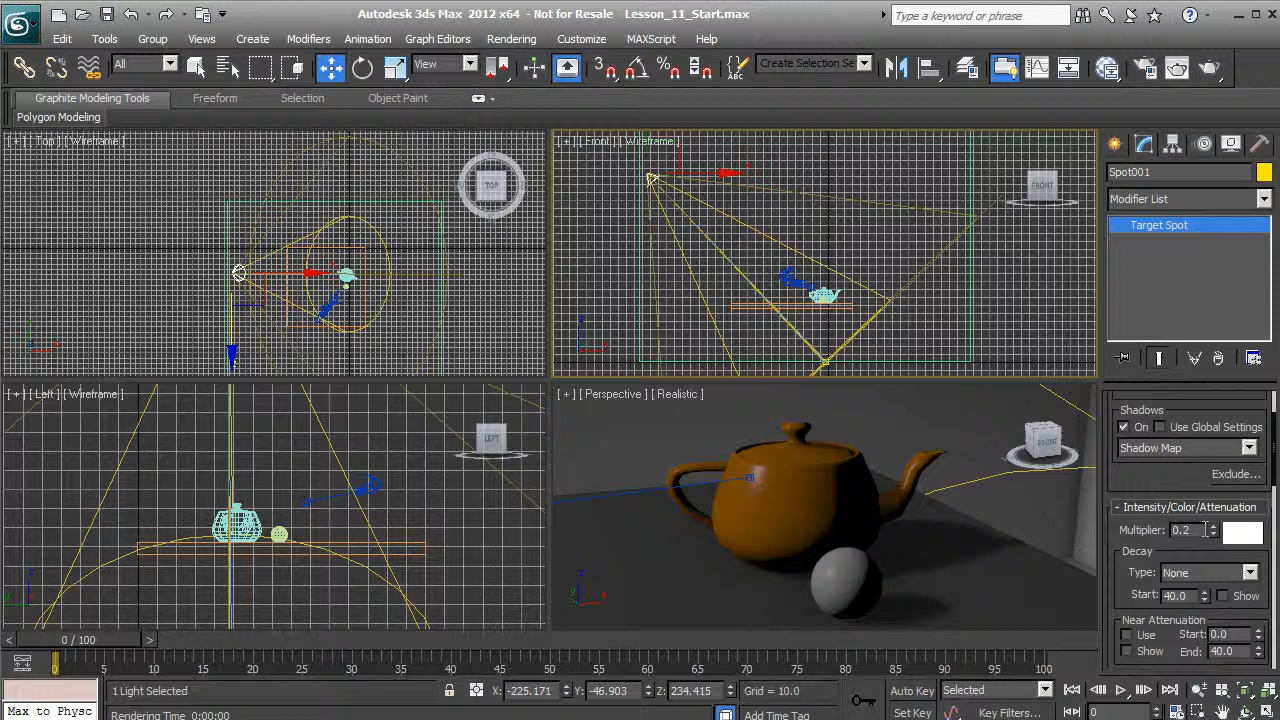 Autodesk 3ds Max 2012 x64 - Not for Resale Lesson_11_Start.max
Type a keyword or phrase
Edit Tools Group Views Create Modifiers Animation Graph Editors Rendering Customize MAXScript Help
All View Create Selection Se
Graphite Modeling Tools Freeform Selection Object Paint
Polygon Modeling
[ + ] [ Top ] [ Wireframe ]
TOP
[ + ] [ Front ] [ Wireframe ]
FRONT
Spot001
Modifier List
Target Spot
[ + ] [ Left ] [ Wireframe ]
LEFT
[ + ] [ Perspective ] [ Realistic ]
FRONT
Shadows
On Use Global Settings
Shadow Map
Exclude...
- Intensity/Color/Attenuation
Multiplier: 0.2
Decay
Type: None
Start: 40.0 Show
Near Attenuation
Use Start: 0.0
Show End: 40.0
< 0 / 100 >
0 5 10 15 20 25 30 35 40 45 50 55 60 65 70 75 80 85 90 95 100
1 Light Selected X: -225.171 Y: -46.903 Z: 234.415 Grid = 10.0 Auto Key Selected
Max to Physc Rendering Time 0:00:00 Add Time Tag Set Key Key Filters... 0